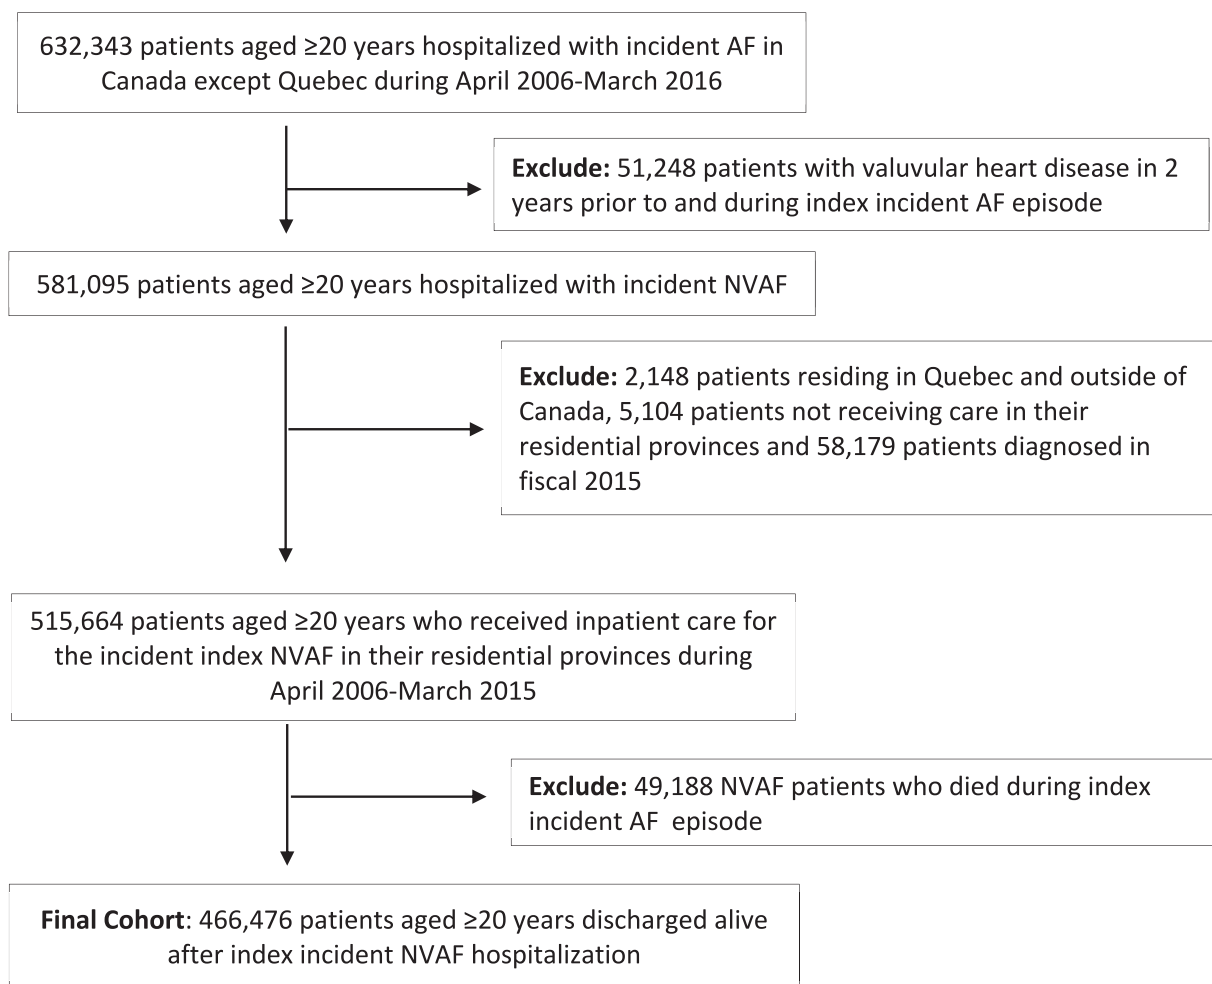 632,343 patients aged ≥20 years hospitalized with incident AF in
Canada except Quebec during April 2006-March 2016
Exclude: 51,248 patients with valuvular heart disease in 2
years prior to and during index incident AF episode
581,095 patients aged ≥20 years hospitalized with incident NVAF
Exclude: 2,148 patients residing in Quebec and outside of
Canada, 5,104 patients not receiving care in their
residential provinces and 58,179 patients diagnosed in
fiscal 2015
515,664 patients aged ≥20 years who received inpatient care for
the incident index NVAF in their residential provinces during
April 2006-March 2015
Exclude: 49,188 NVAF patients who died during index
incident AF  episode
Final Cohort: 466,476 patients aged ≥20 years discharged alive
after index incident NVAF hospitalization